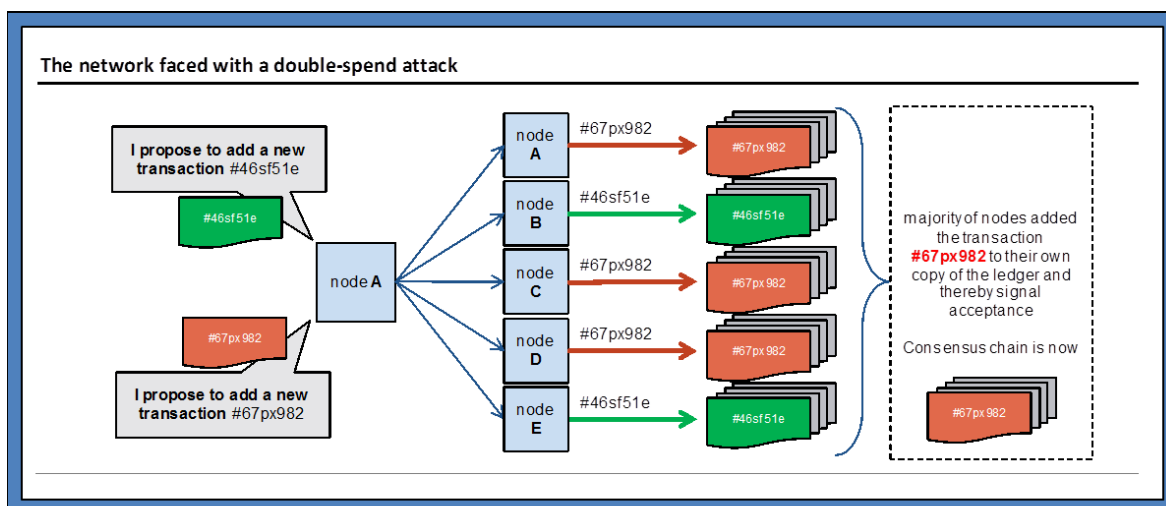 The network faced with a double-spend attack
I propose to add a new
transaction #46sf51e
#46sf51e
node A
#67px982
I propose to add a new
transaction #67px982
node
A
#67px982
#67px982
node
B
#46sf51e
#46sf51e
node
C
#67px982
#67px982
node
D
#67px982
#67px982
node
E
#46sf51e
#46sf51e
majority of nodes added
the transaction
#67px982 to their own
copy of the ledger and
thereby signal
acceptance
Consensus chain is now
#67px982